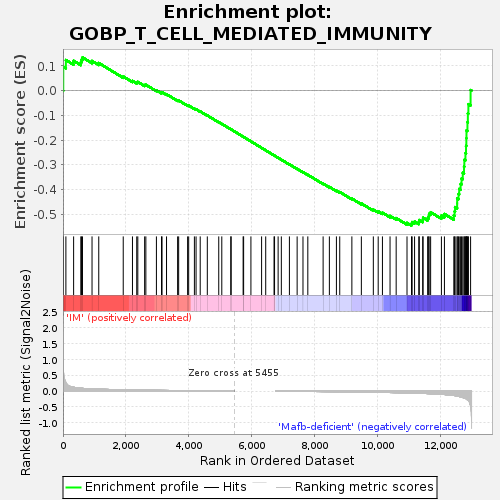 Enrichment plot:
GOBP_T_CELL_MEDIATED_IMMUNITY
Enrichment score (ES)
0.1
0.0
-0.1
-0.2
-0.3
-0.4
-0.5
Ranked list metric (Signal2Noise)
'IM' (positively correlated)
2.5
2.0
1.5
1.0
0.5
0.0
-0.5
-1.0
Zero cross at 5455
'Mafb-deficient' (negatively correlated)
0
2,000
4,000
6,000
8,000
10,000
12,000
Rank in Ordered Dataset
Enrichment profile
Hits
Ranking metric scores